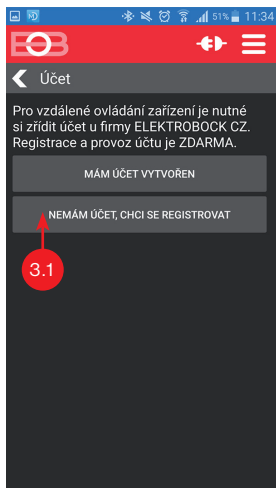 51% 11:34
EOB
Účet
Pro vzdálené ovládání zařízení je nutné
si zřídit účet u firmy ELEKTROBOCK CZ.
Registrace a provoz účtu je ZDARMA.
MÁM ÚČET VYTVOŘEN
NEMÁM ÚČET, CHCI SE REGISTROVAT
3.1